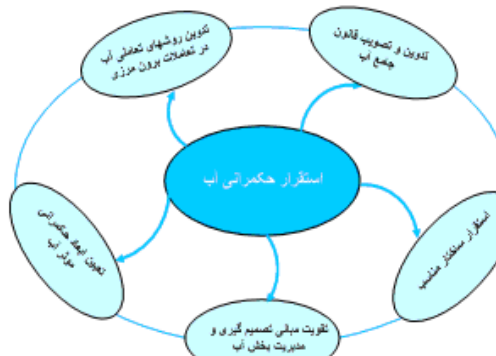 تدوین و تصویب قانون
جامع آب
تدوین روشهای تعاملی آب
در تعاملات برون مرزی
استقرار حکمرانی آب
استقرار ساختار مناسب
تعیین ابعاد حکمرانی
موثر آب
تقویت مبانی تصمیم گیری و
مدیریت بخش آب